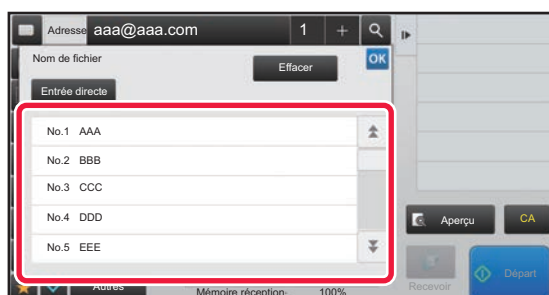 Adresse aaa@aaa.com 1 +
Nom de fichier
Effacer
OK
Entrée directe
No.1 AAA
No.2 BBB
No.3 CCC
No.4 DDD
No.5 EEE
Aperçu
CA
Autres
Mémoire réception: 100%
Recevoir
Départ